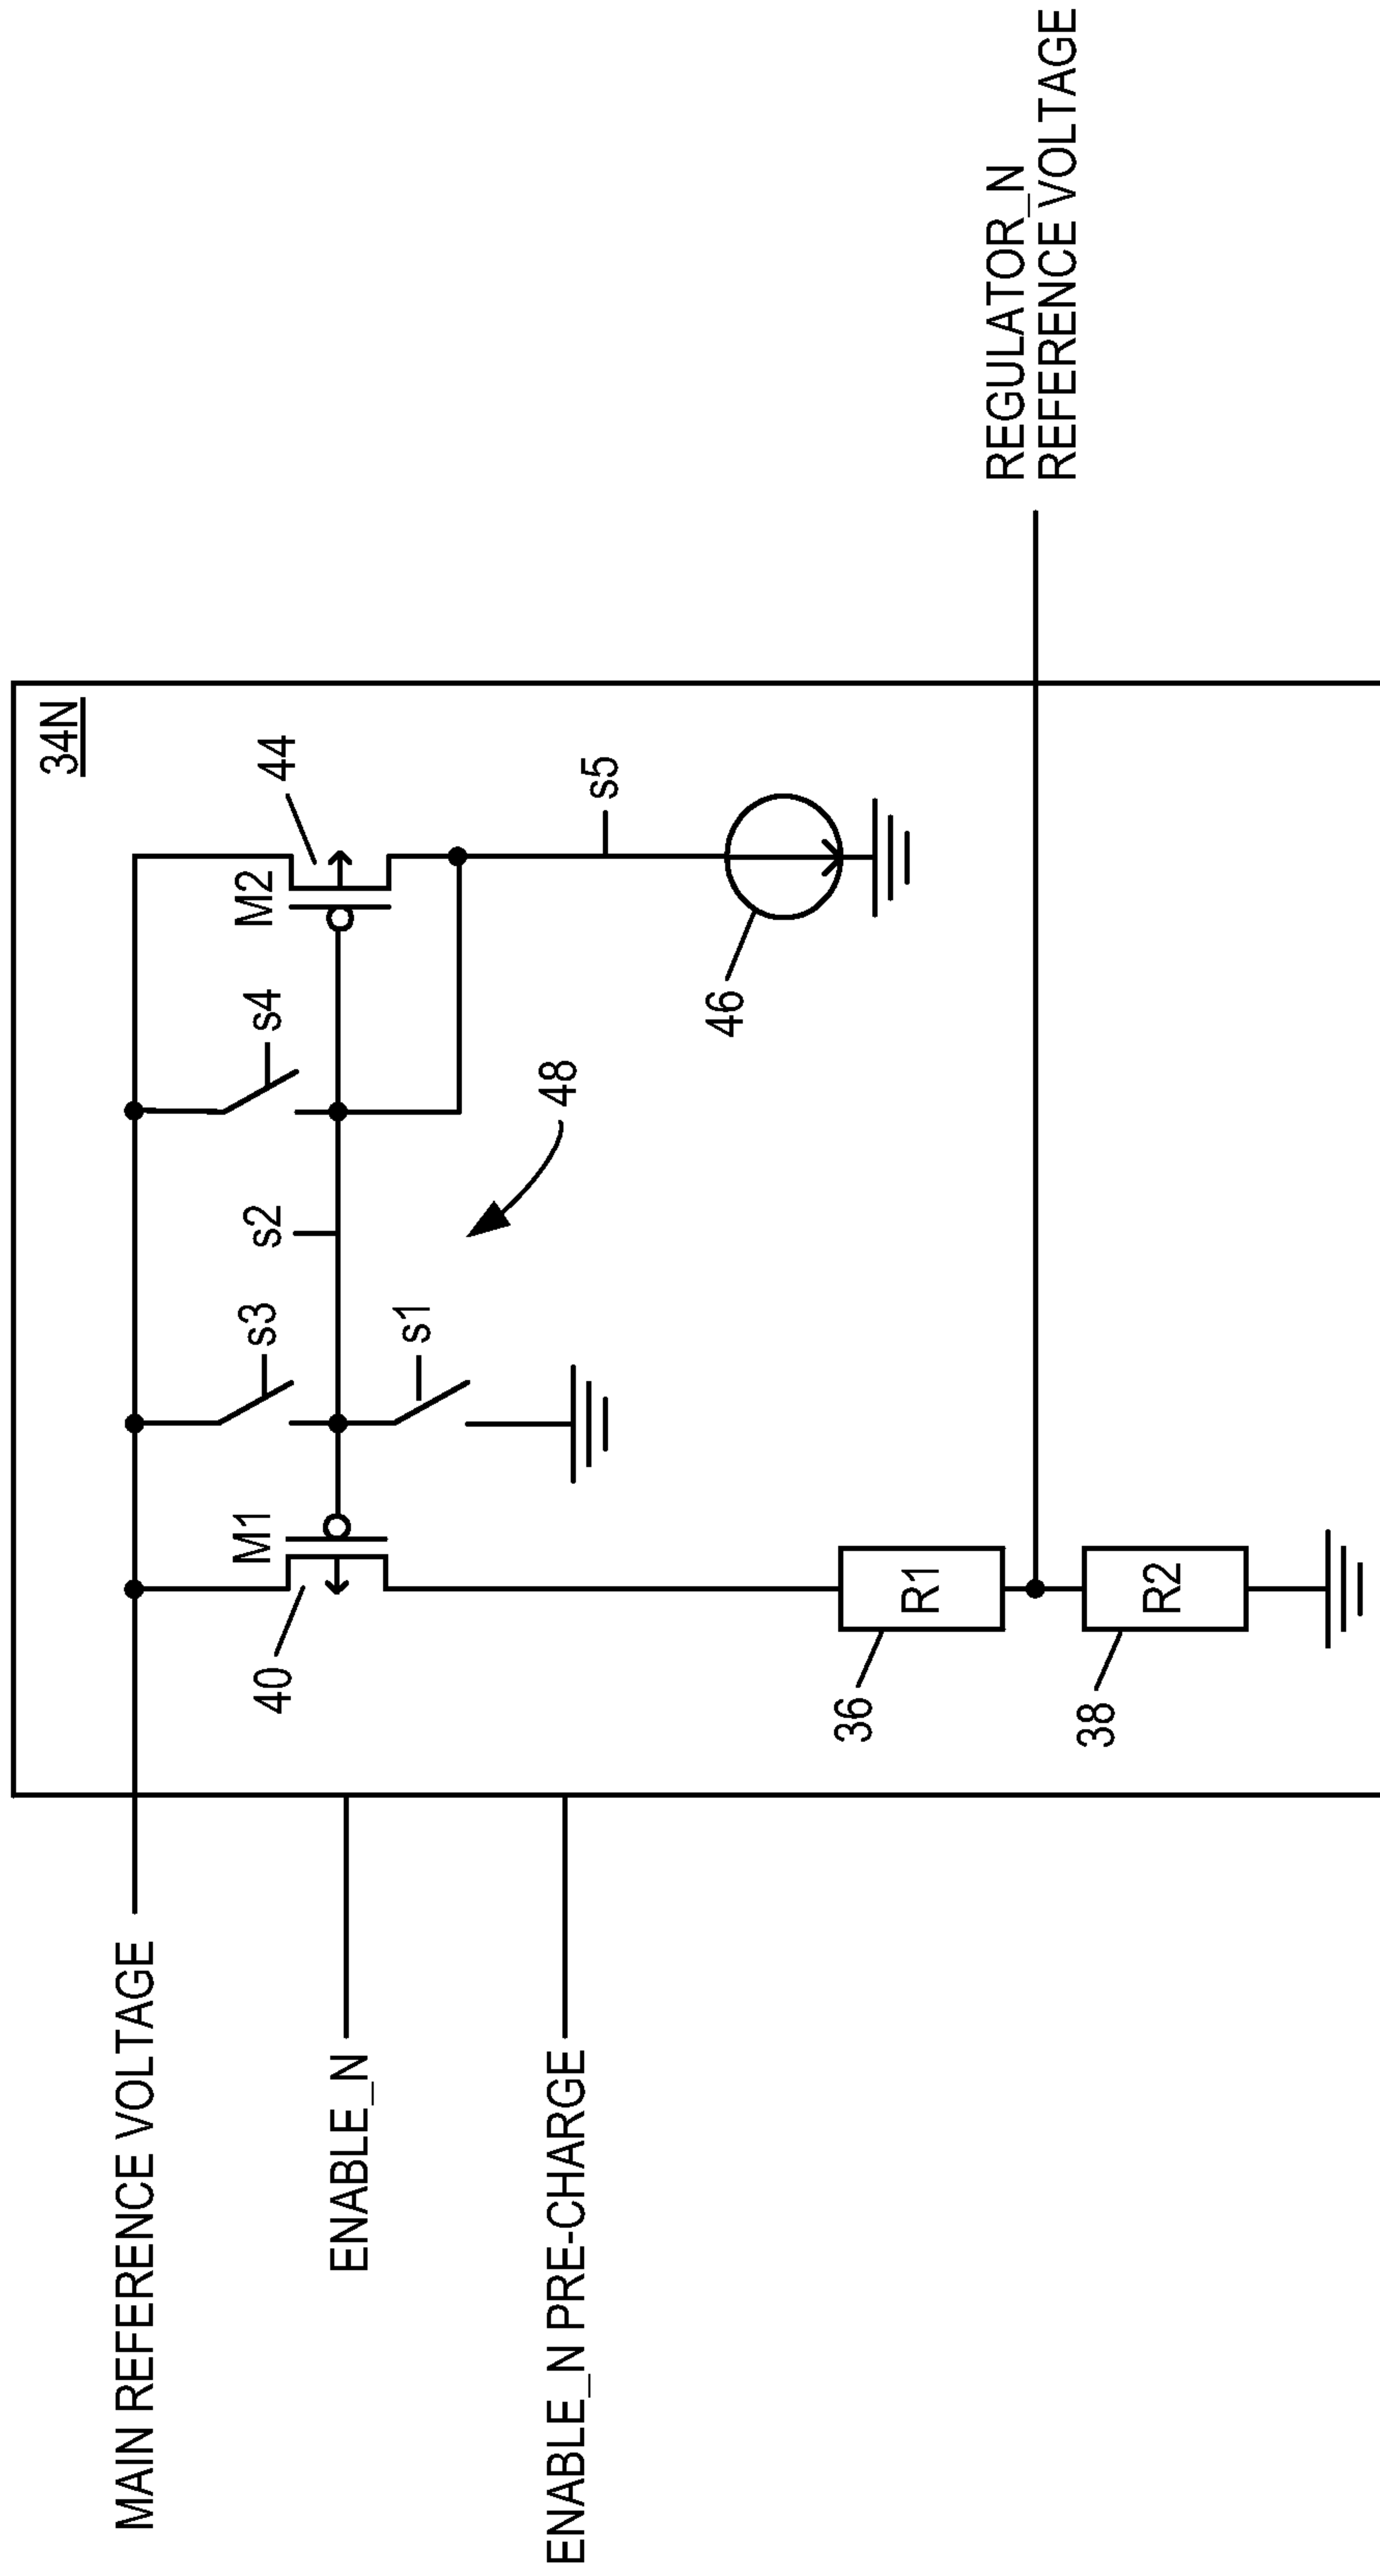 34N
MAIN REFERENCE VOLTAGE
ENABLE_N
ENABLE_N PRE-CHARGE
M1
40
s3
s1
s2
s4
M2
44
s5
48
46
36
R1
38
R2
REGULATOR_N
REFERENCE VOLTAGE